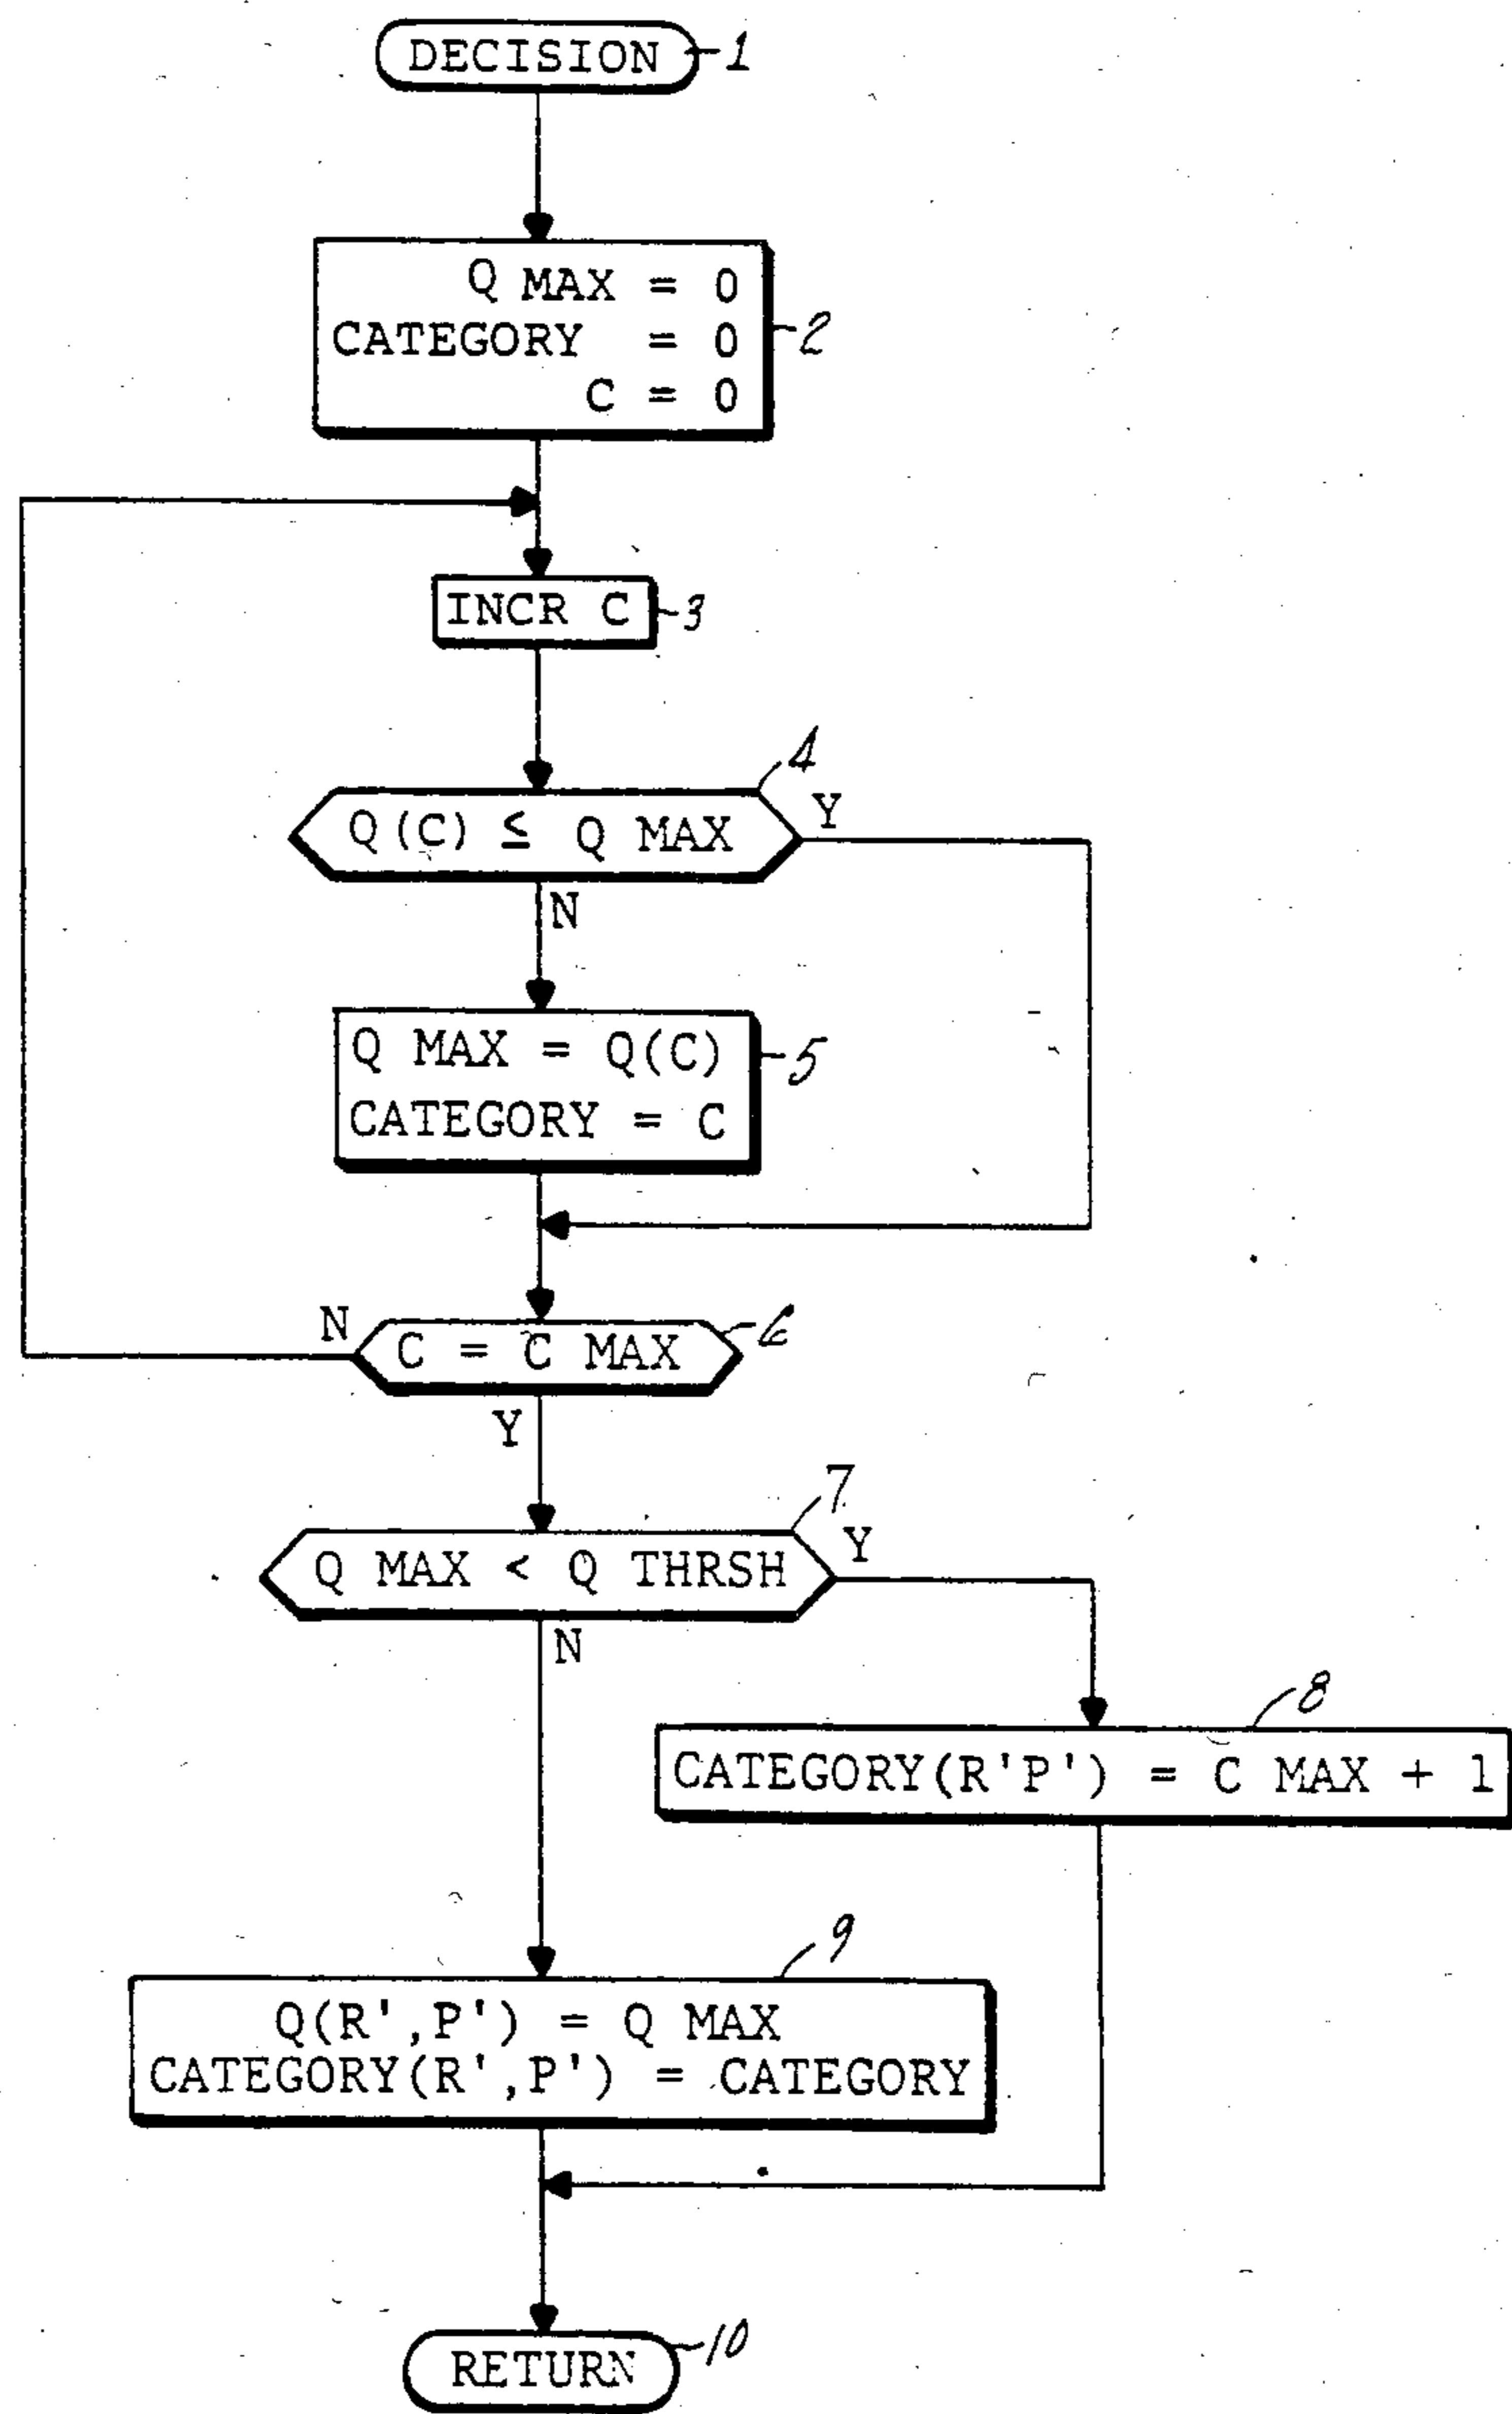 DECISION 1
Q MAX = 0
CATEGORY = 0
C = 0
2
INCR C 3
4
Q(C) ≤ Q MAX Y
N
Q MAX = Q(C)
CATEGORY = C
5
N C = C MAX 6
Y
7
Q MAX < Q THRSH Y
N
8
CATEGORY(R'P') = C MAX + 1
9
Q(R',P') = Q MAX
CATEGORY(R',P') = CATEGORY
RETURN 10